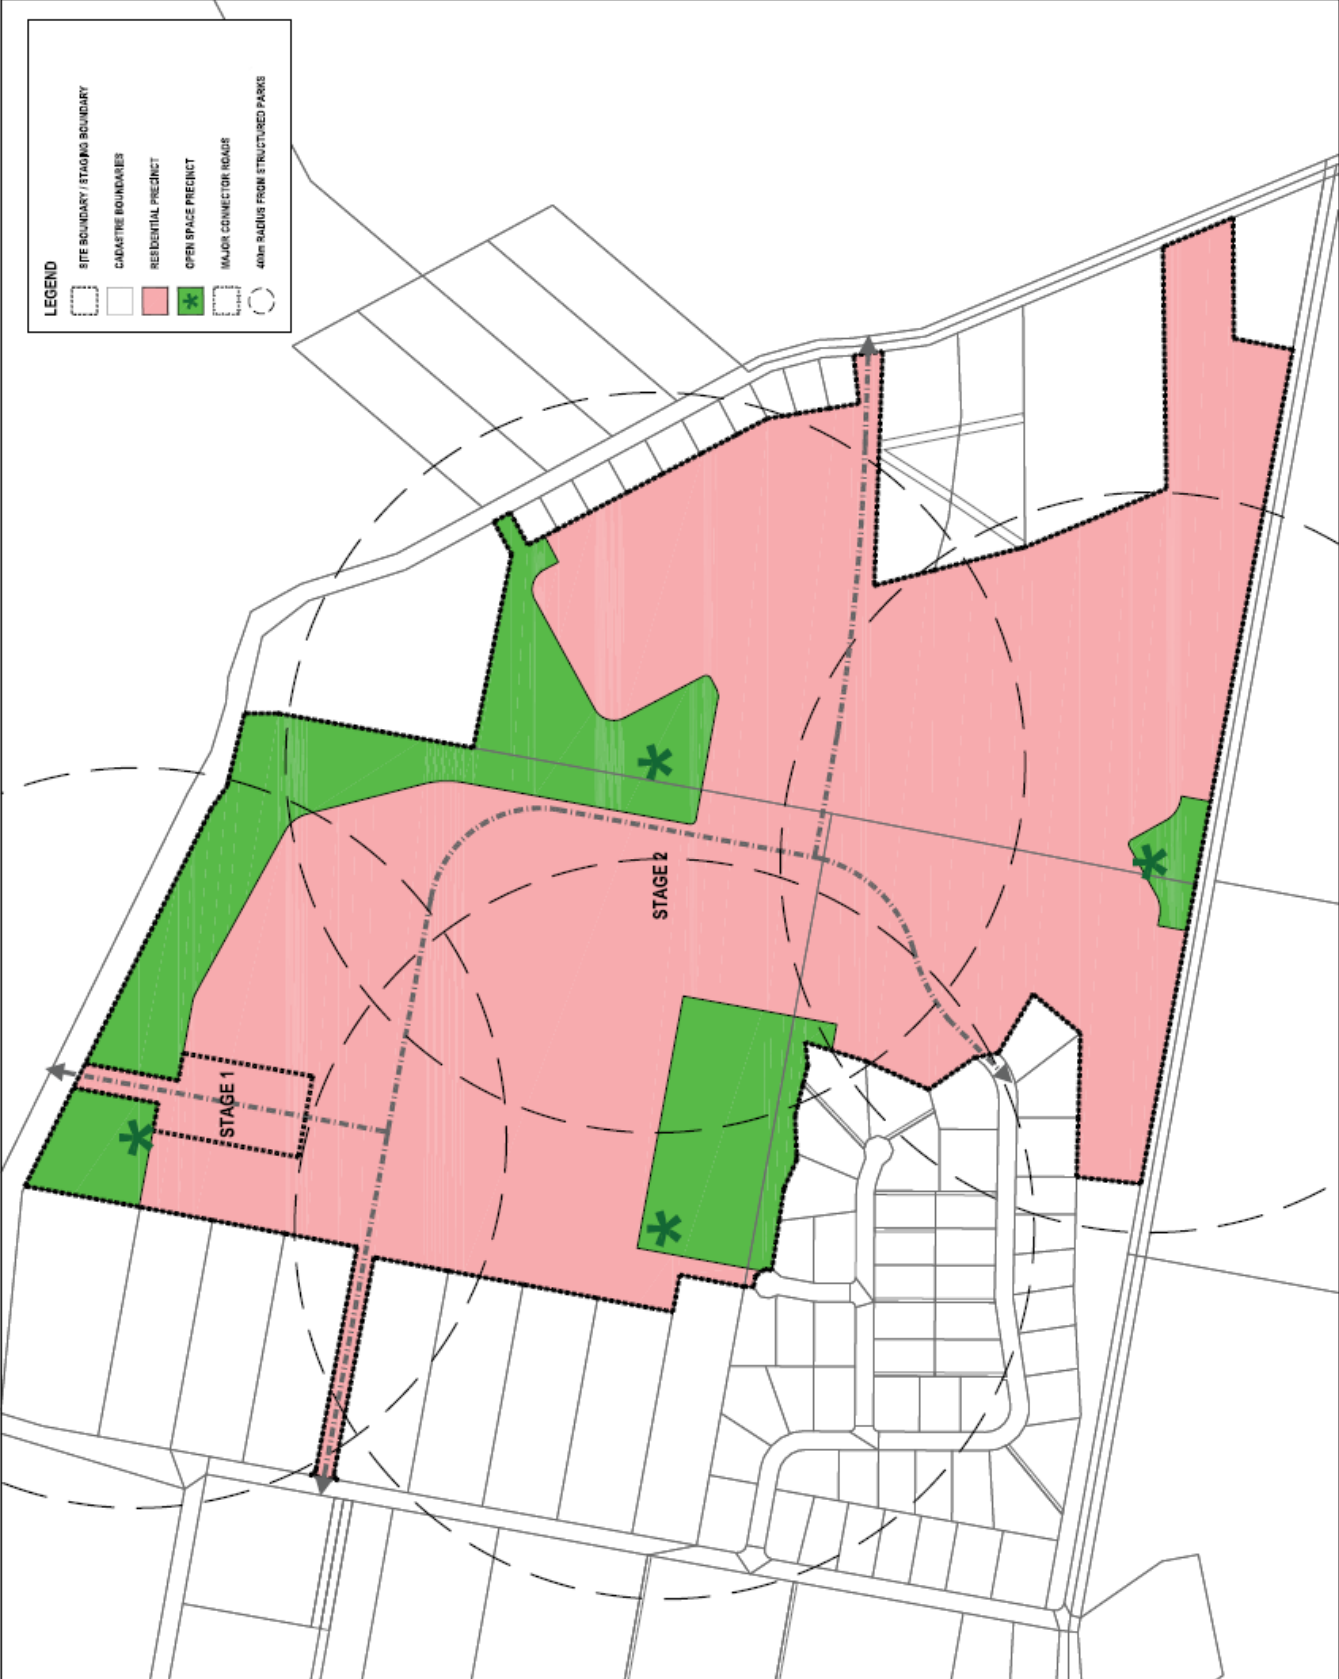 LEGEND
SITE BOUNDARY / STAGING BOUNDARY
CADASTRE BOUNDARIES
RESIDENTIAL PRECINCT
OPEN SPACE PRECINCT
MAJOR CONNECTOR ROADS
400m RADIUS FROM STRUCTURED PARKS
STAGE 1
STAGE 2